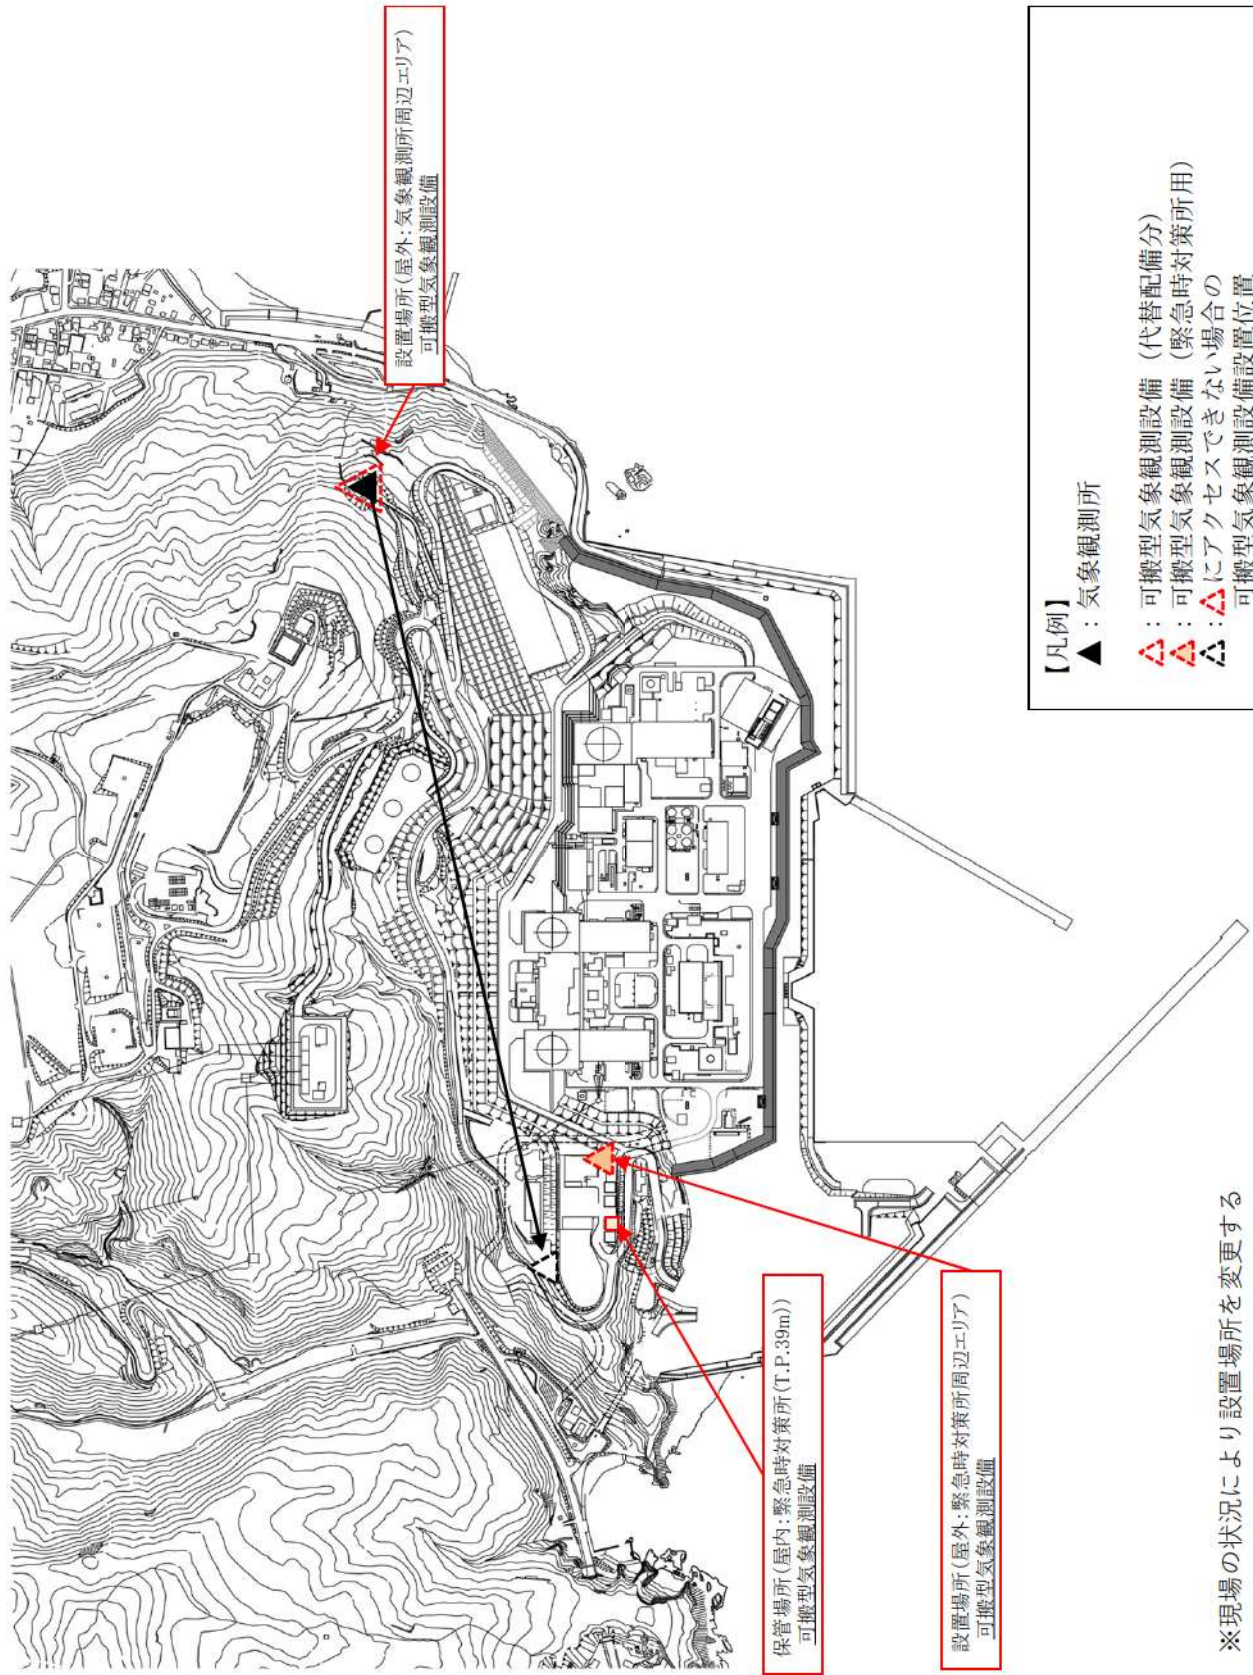 設置場所(屋外:気象観測所周辺エリア)
可搬型気象観測設備
保管場所(屋内:緊急時対策所(T.P.39m))
可搬型気象観測設備
設置場所(屋外:緊急時対策所周辺エリア)
可搬型気象観測設備
【凡例】
▲:気象観測所
:可搬型気象観測設備 (代替配備分)
:可搬型気象観測設備 (緊急時対策所用)
:にアクセスできない場合の
可搬型気象観測設備設置位置
※現場の状況により設置場所を変更する